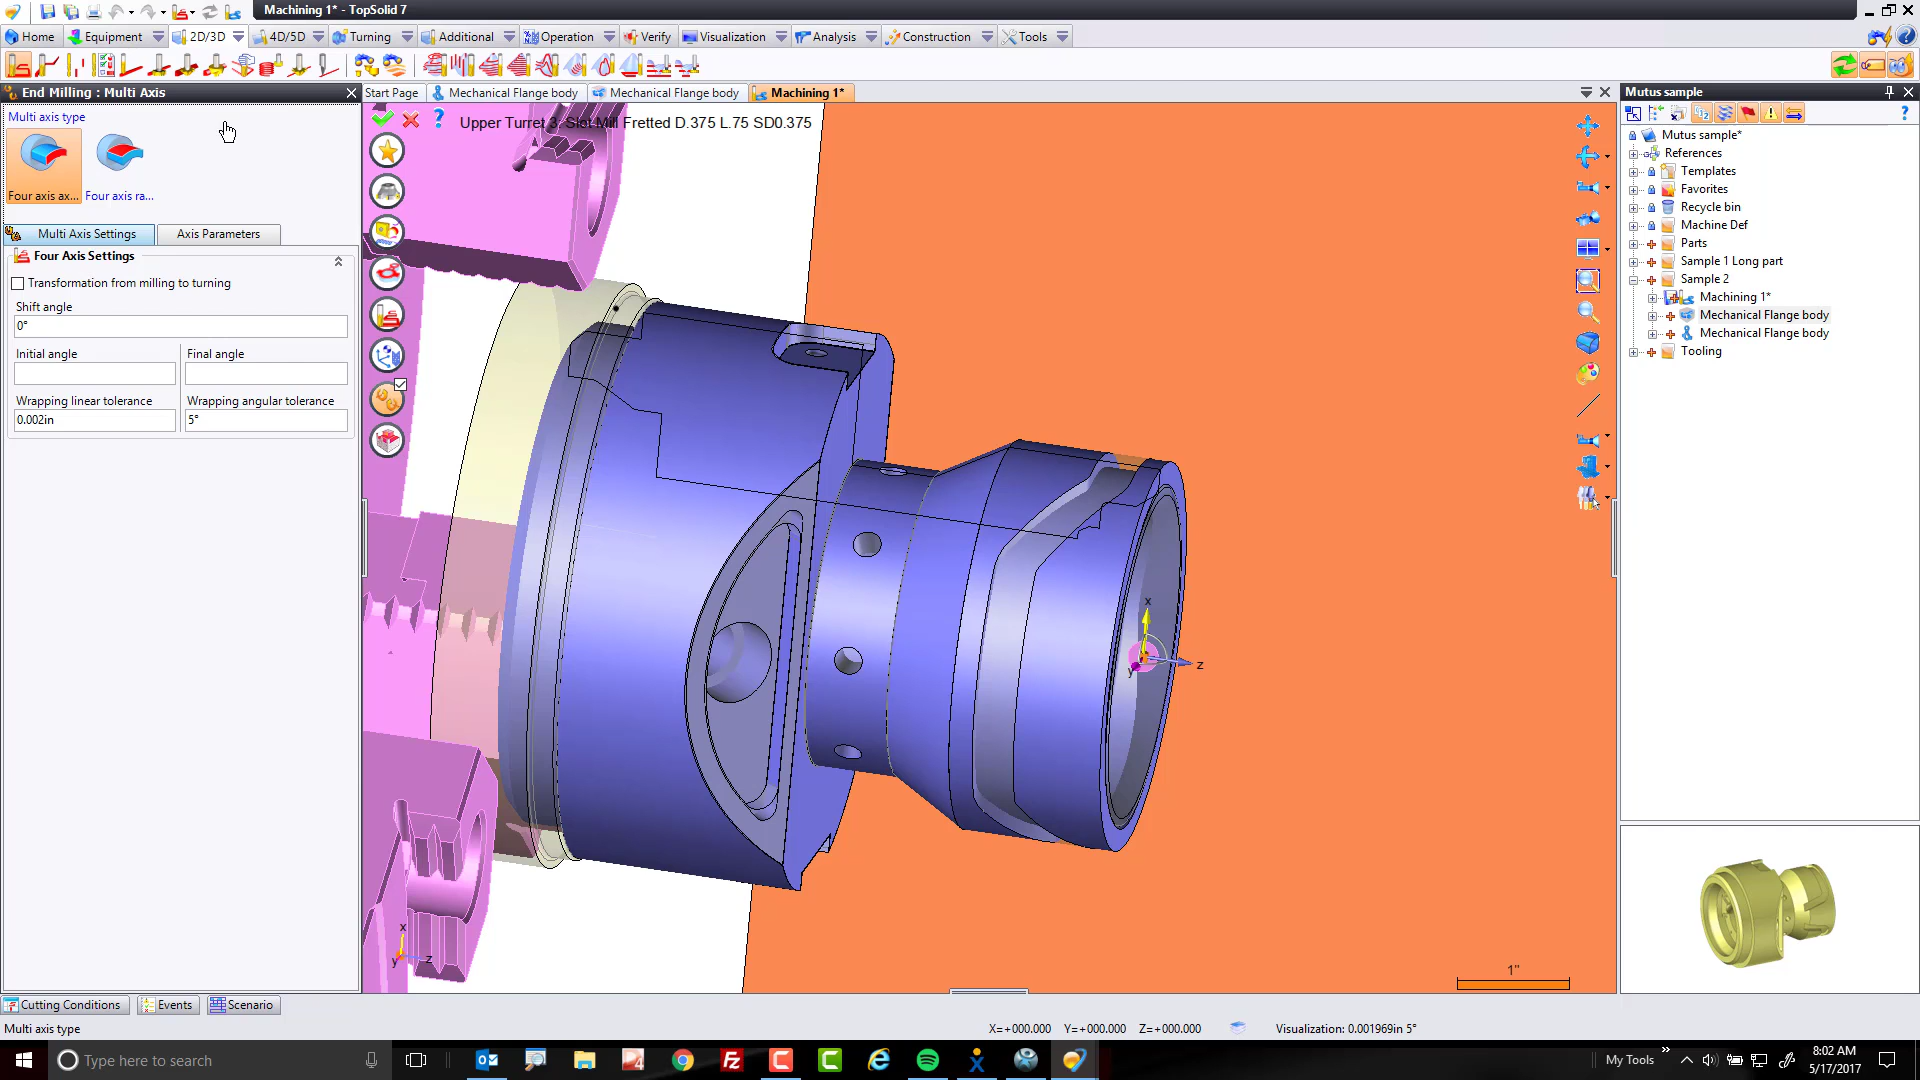 Machining 1* - TopSolid 7
Home Equipment 2D/3D 4D/5D Turning Additional Operation Verify Visualization Analysis Construction Tools
End Milling : Multi Axis
Start Page Mechanical Flange body Mechanical Flange body Machining 1*
Mutus sample
Multi axis type
Upper Turret 3, Slot Mill Fretted D.375 L.75 SD0.375
Four axis ax... Four axis ra...
Multi Axis Settings Axis Parameters
Four Axis Settings
Transformation from milling to turning
Shift angle
0°
Initial angle Final angle
Wrapping linear tolerance Wrapping angular tolerance
0.002in 5°
Mutus sample*
References
Templates
Favorites
Recycle bin
Machine Def
Parts
Sample 1 Long part
Sample 2
Machining 1*
Mechanical Flange body
Mechanical Flange body
Tooling
x
z
y
x
y
z
1"
Cutting Conditions Events Scenario
Multi axis type
X=+000.000 Y=+000.000 Z=+000.000 Visualization: 0.001969in 5°
Type here to search
My Tools
8:02 AM
5/17/2017